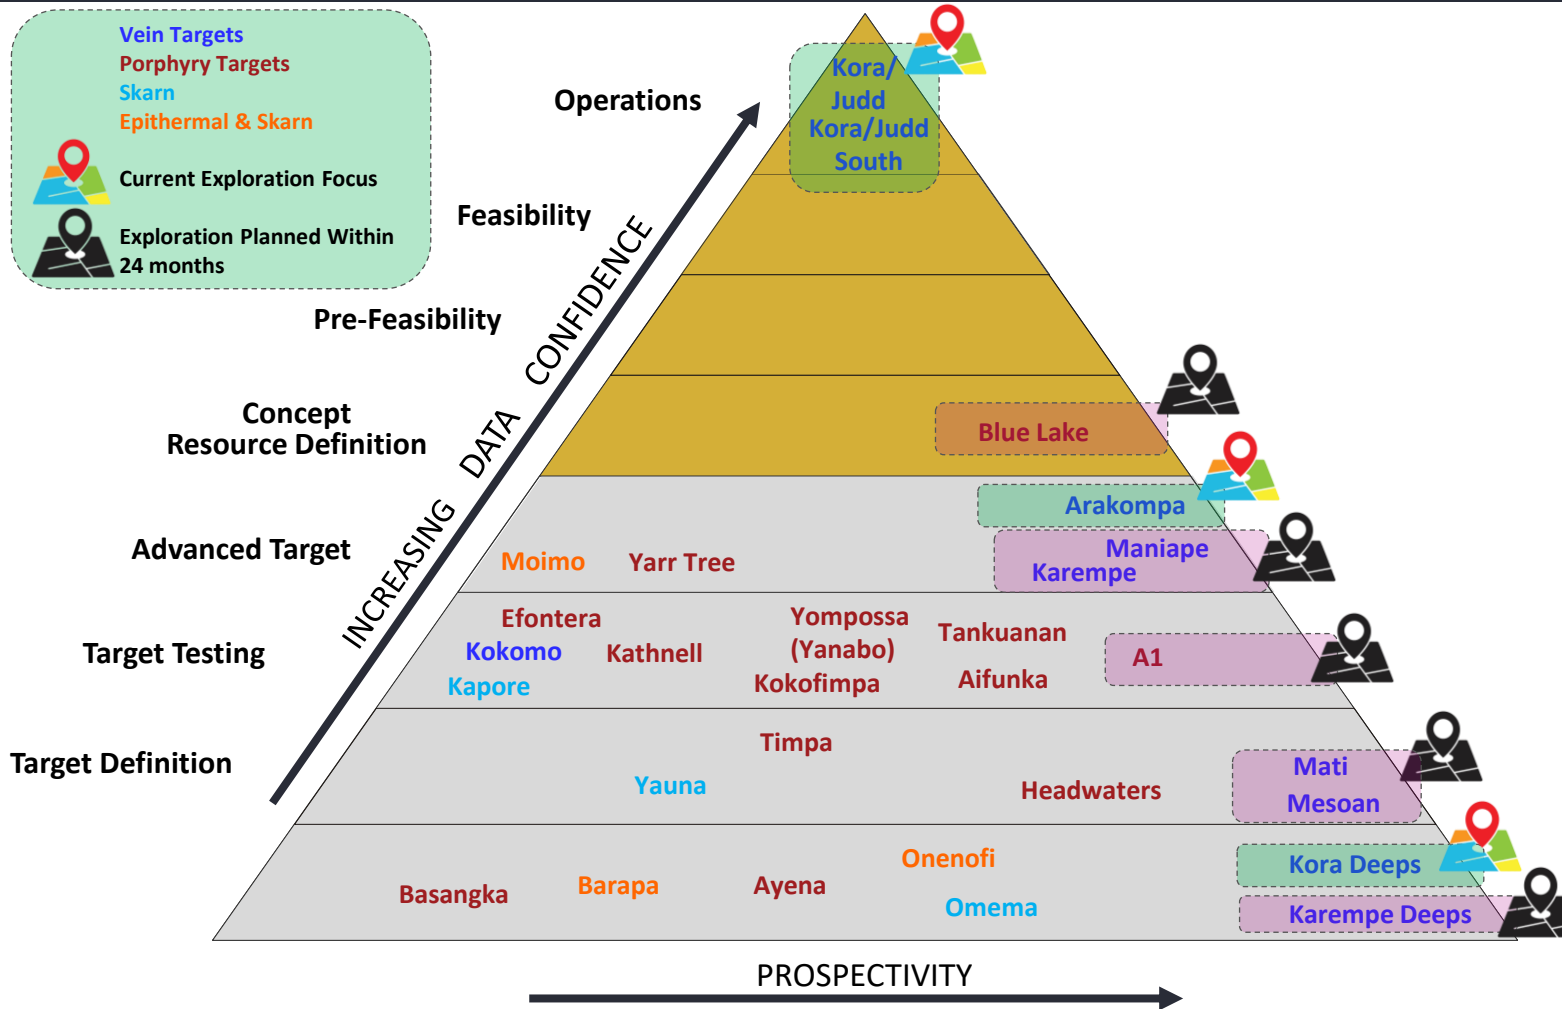 Vein Targets
Porphyry Targets
Skarn
Epithermal & Skarn
Current Exploration Focus
Exploration Planned Within
24 months
Operations
Feasibility
Pre-Feasibility
Concept
Resource Definition
Advanced Target
Target Testing
Target Definition
INCREASING DATA CONFIDENCE
Kora/
Judd
Kora/Judd
South
Blue Lake
Arakompa
Maniape
Karempe
Moimo
Yarr Tree
Efontera
Kokomo
Kapore
Kathnell
Yompossa
(Yanabo)
Kokofimpa
Tankuanan
Aifunka
A1
Timpa
Yauna
Headwaters
Mati
Mesoan
Basangka
Barapa
Ayena
Onenofi
Omema
Kora Deeps
Karempe Deeps
PROSPECTIVITY